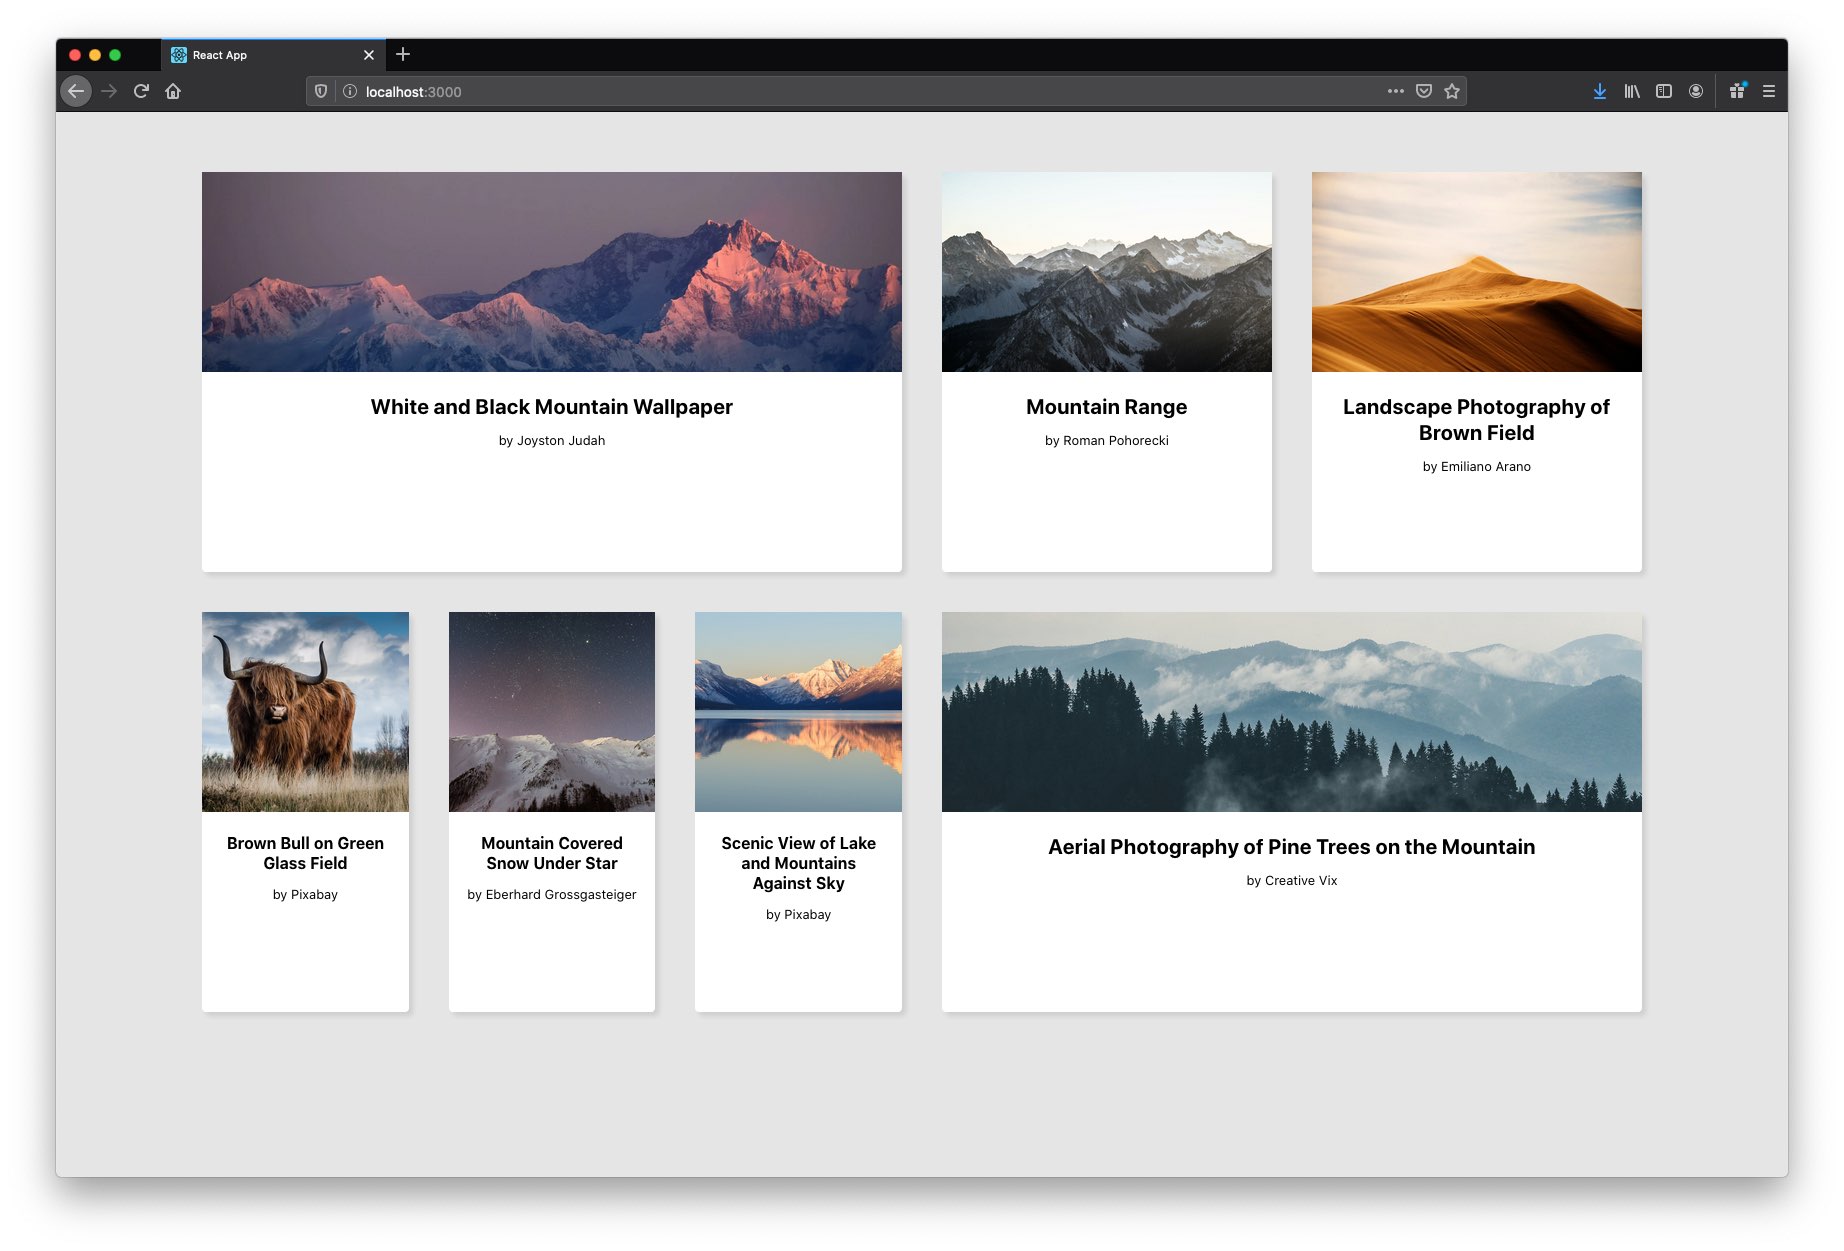 React App
localhost:3000
White and Black Mountain Wallpaper
by Joyston Judah
Mountain Range
by Roman Pohorecki
Landscape Photography of
Brown Field
by Emiliano Arano
Brown Bull on Green
Glass Field
by Pixabay
Mountain Covered
Snow Under Star
by Eberhard Grossgasteiger
Scenic View of Lake
and Mountains
Against Sky
by Pixabay
Aerial Photography of Pine Trees on the Mountain
by Creative Vix